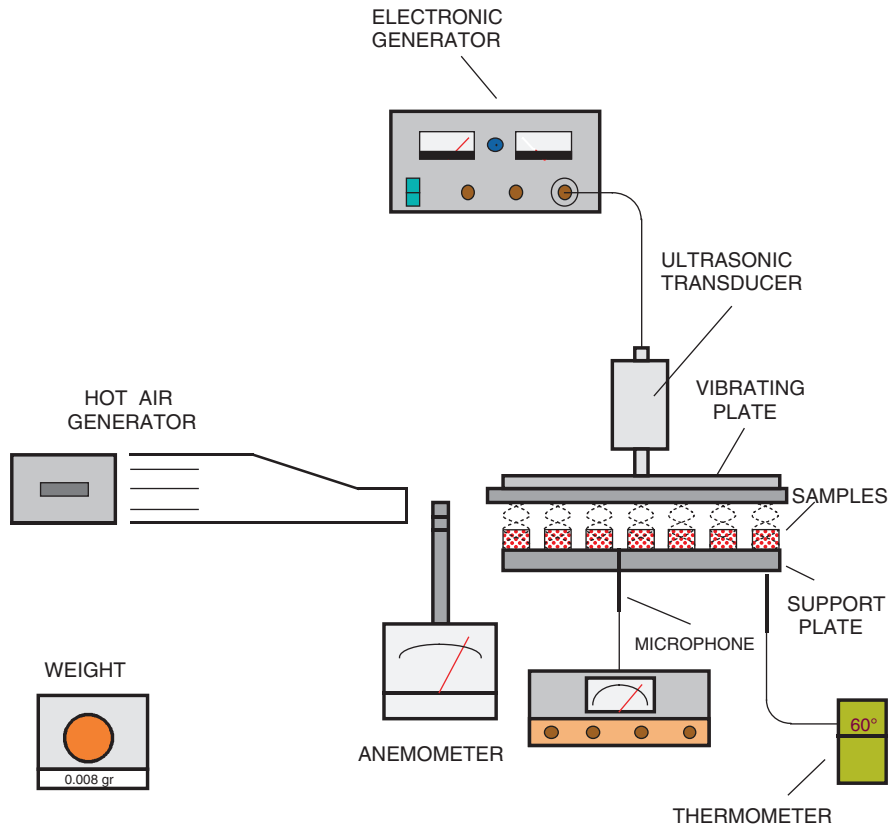 ELECTRONIC
GENERATOR
ULTRASONIC
TRANSDUCER
HOT AIR
GENERATOR
VIBRATING
PLATE
SAMPLES
SUPPORT
PLATE
MICROPHONE
WEIGHT
0.008 gr
ANEMOMETER
60°
THERMOMETER